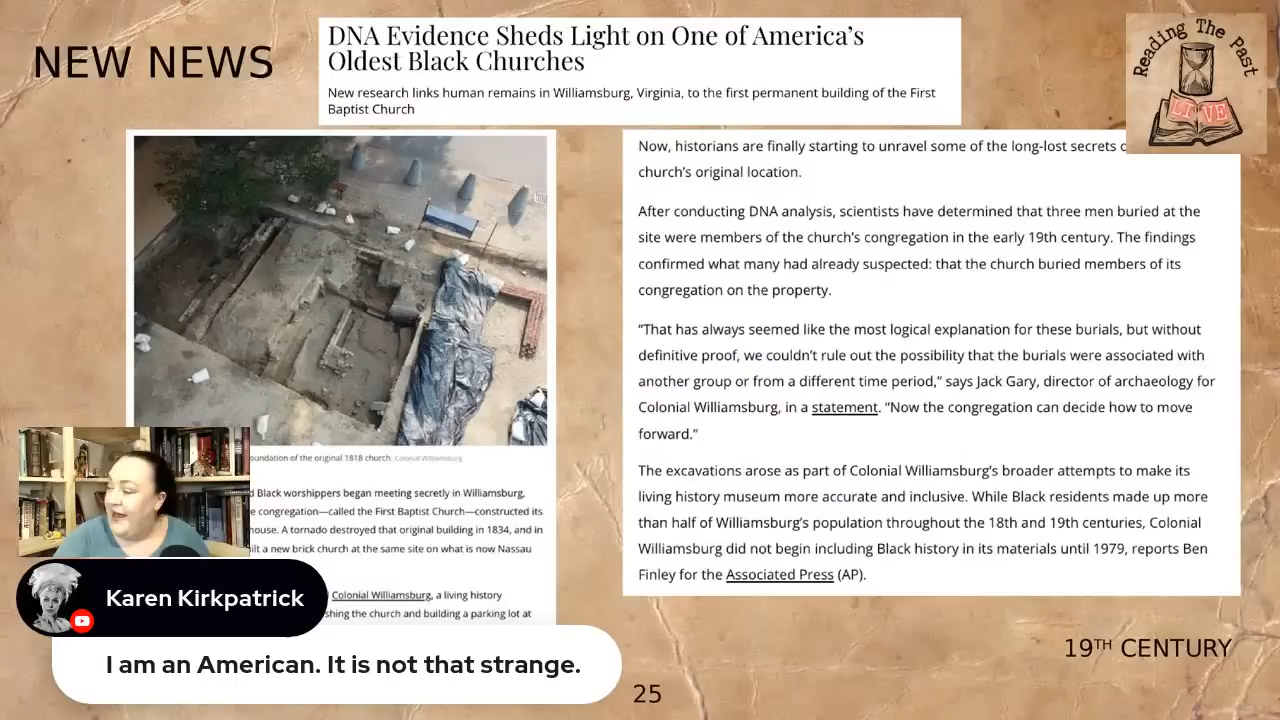 NEW NEWS
DNA Evidence Sheds Light on One of America's
Oldest Black Churches
New research links human remains in Williamsburg, Virginia, to the first permanent building of the First
Baptist Church
Reading The Past
LIVE
oundation of the original 1818 church. Colonial Williamsburg
d Black worshippers began meeting secretly in Williamsburg,
e congregation—called the First Baptist Church—constructed its
house. A tornado destroyed that original building in 1834, and in
ilt a new brick church at the same site on what is now Nassau
Colonial Williamsburg, a living history
shing the church and building a parking lot at
Now, historians are finally starting to unravel some of the long-lost secrets
church's original location.
After conducting DNA analysis, scientists have determined that three men buried at the
site were members of the church's congregation in the early 19th century. The findings
confirmed what many had already suspected: that the church buried members of its
congregation on the property.
“That has always seemed like the most logical explanation for these burials, but without
definitive proof, we couldn't rule out the possibility that the burials were associated with
another group or from a different time period,” says Jack Gary, director of archaeology for
Colonial Williamsburg, in a statement. “Now the congregation can decide how to move
forward.”
The excavations arose as part of Colonial Williamsburg's broader attempts to make its
living history museum more accurate and inclusive. While Black residents made up more
than half of Williamsburg's population throughout the 18th and 19th centuries, Colonial
Williamsburg did not begin including Black history in its materials until 1979, reports Ben
Finley for the Associated Press (AP).
Karen Kirkpatrick
I am an American. It is not that strange.
19TH CENTURY
25